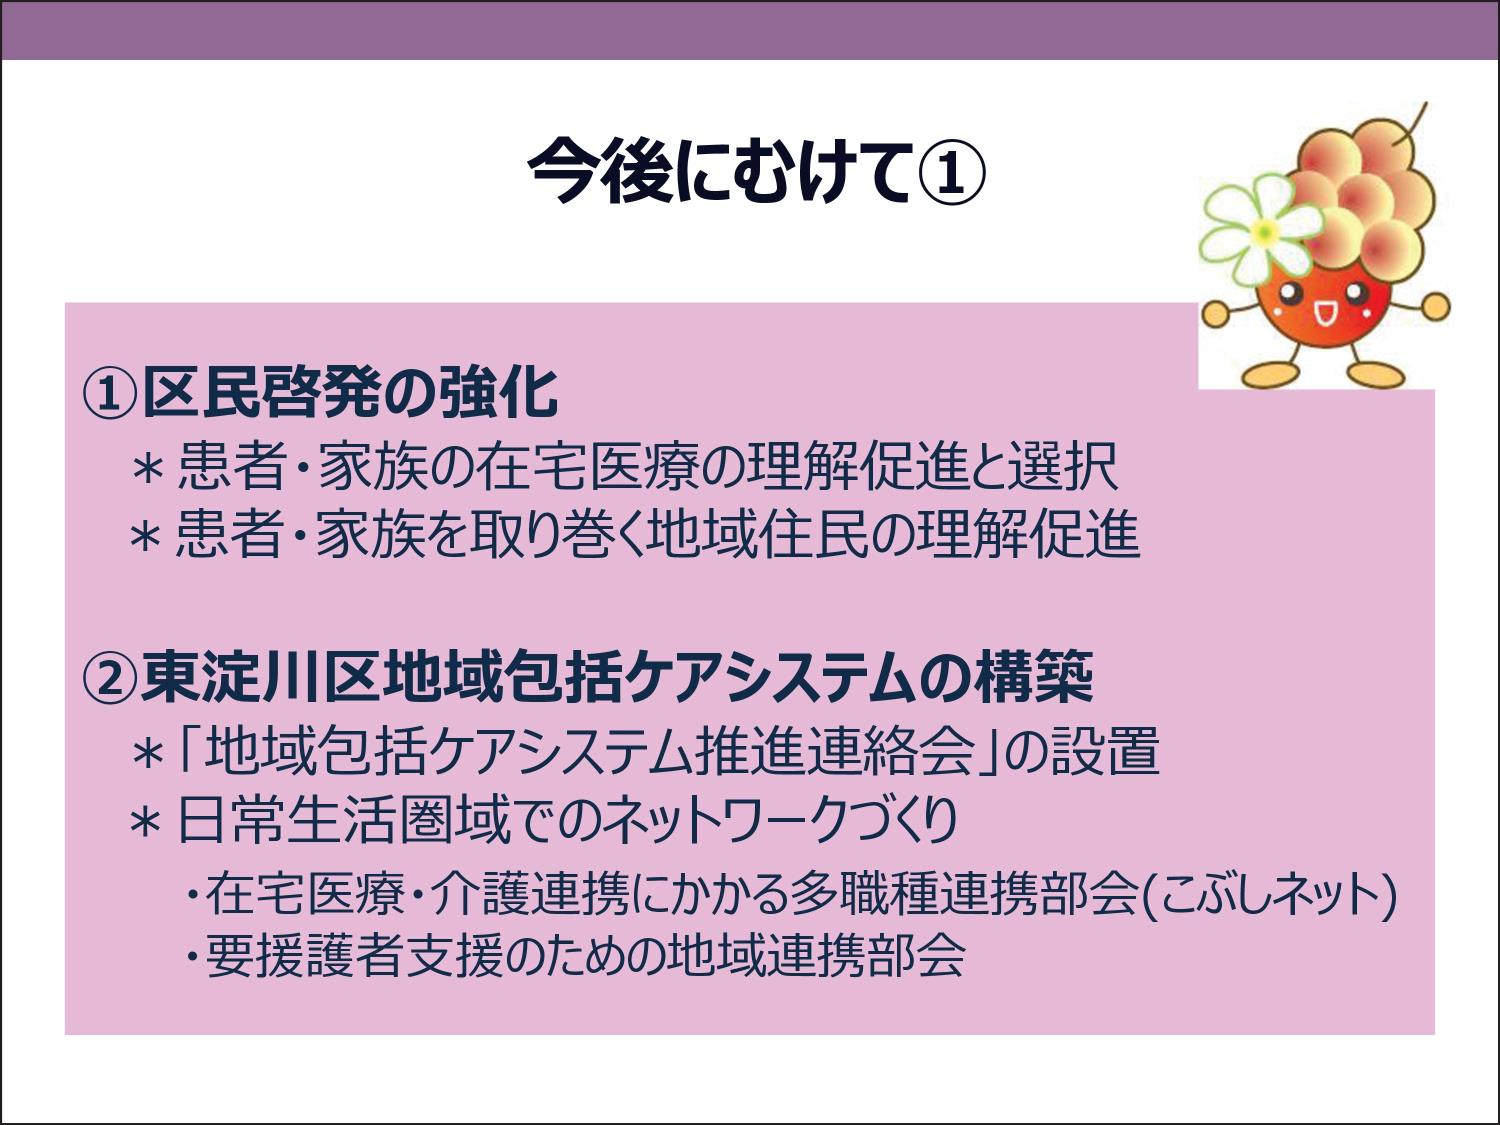 今後にむけて①
①区民啓発の強化
＊患者・家族の在宅医療の理解促進と選択
＊患者・家族を取り巻く地域住民の理解促進
②東淀川区地域包括ケアシステムの構築
＊「地域包括ケアシステム推進連絡会」の設置
＊日常生活圏域でのネットワークづくり
・在宅医療・介護連携にかかる多職種連携部会(こぶしネット)
・要援護者支援のための地域連携部会